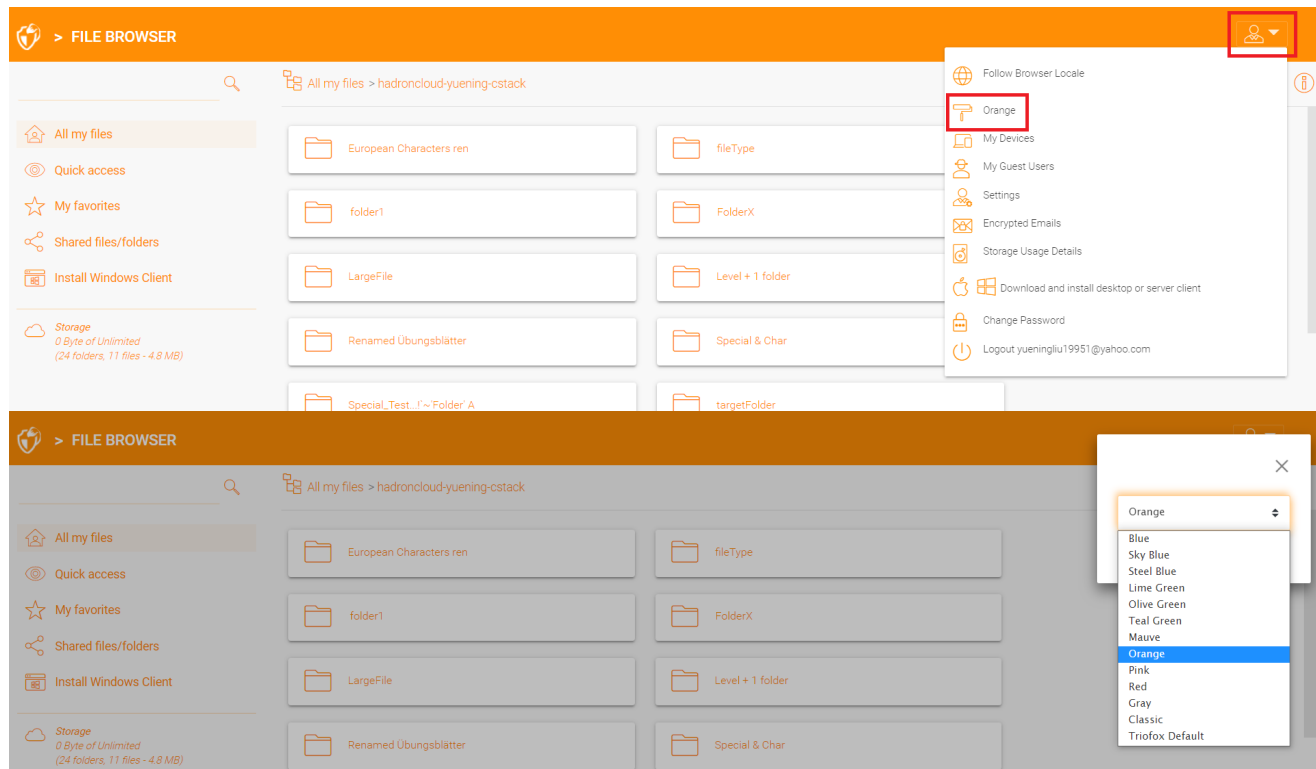 > FILE BROWSER
All my files > hadroncloud-yuening-cstack
All my files
Quick access
My favorites
Shared files/folders
Install Windows Client
Storage
0 Byte of Unlimited
(24 folders, 11 files - 4.8 MB)
European Characters ren
fileType
folder1
FolderX
LargeFile
Level + 1 folder
Renamed Übungsblätter
Special & Char
Special_Test...!`~'Folder' A
targetFolder
Follow Browser Locale
Orange
My Devices
My Guest Users
Settings
Encrypted Emails
Storage Usage Details
Download and install desktop or server client
Change Password
Logout yueningliu19951@yahoo.com
> FILE BROWSER
All my files > hadroncloud-yuening-cstack
All my files
Quick access
My favorites
Shared files/folders
Install Windows Client
Storage
0 Byte of Unlimited
(24 folders, 11 files - 4.8 MB)
European Characters ren
fileType
folder1
FolderX
LargeFile
Level + 1 folder
Renamed Übungsblätter
Special & Char
Orange
Blue
Sky Blue
Steel Blue
Lime Green
Olive Green
Teal Green
Mauve
Orange
Pink
Red
Gray
Classic
Triofox Default